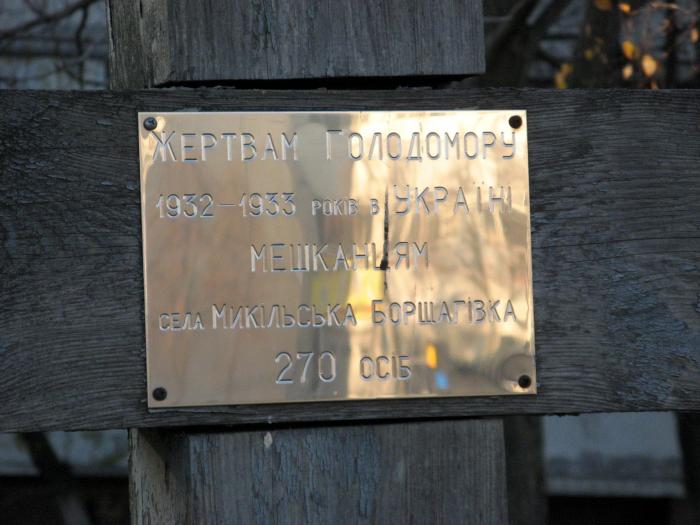 Жертвам Голодомору
1932–1933 років в Україні
мешканцям
села Микільська Борщагівка
270 осіб